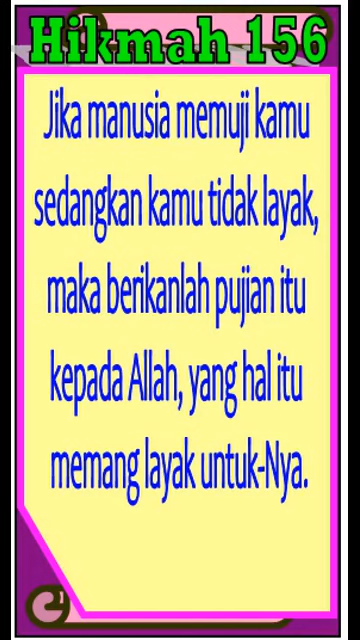 Hikmah 156
Jika manusia memuji kamu
sedangkan kamu tidak layak,
maka berikanlah pujian itu
kepada Allah, yang hal itu
memang layak untuk-Nya.